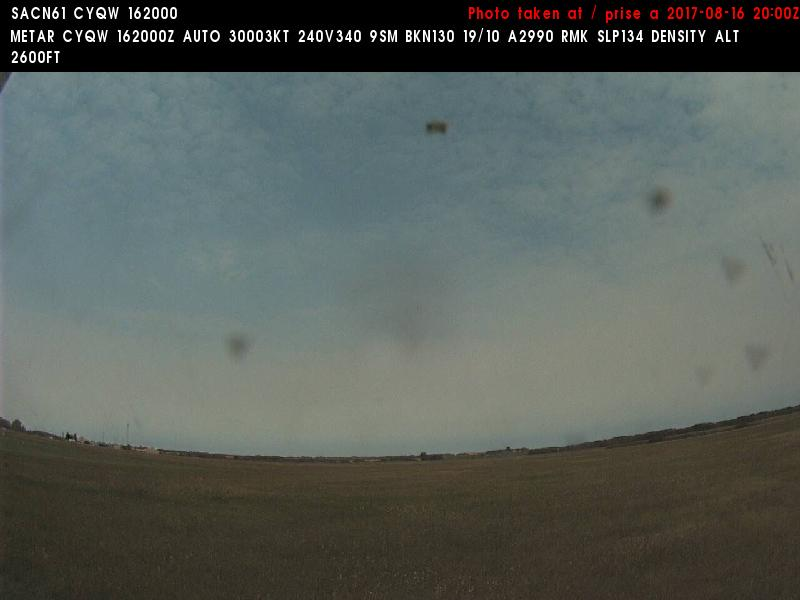 SACN61 CYQW 162000
Photo taken at / prise a 2017-08-16 20:00Z
METAR CYQW 162000Z AUTO 30003KT 240V340 9SM BKN130 19/10 A2990 RMK SLP134 DENSITY ALT
2600FT